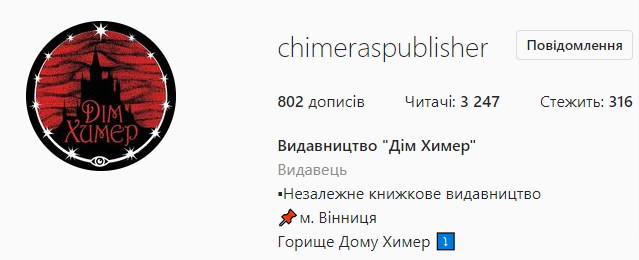 ДІМ
ХИМЕР
chimeraspublisher
Повідомлення
802 дописів Читачі: 3 247 Стежить: 316
Видавництво "Дім Химер"
Видавець
▪Незалежне книжкове видавництво
📌м. Вінниця
Горище Дому Химер ⤵